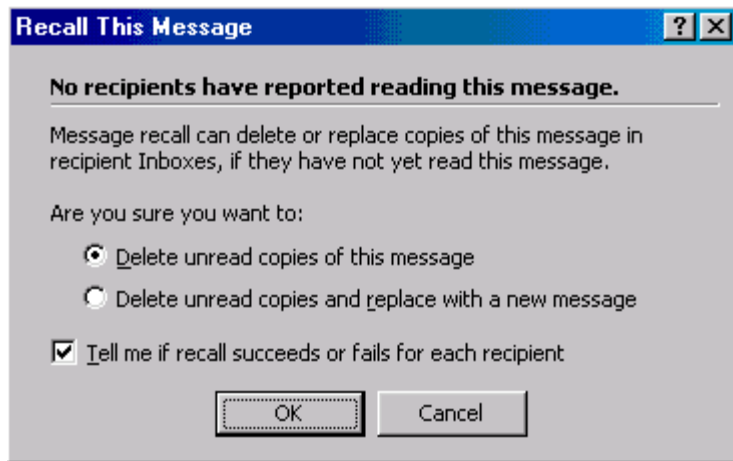 Recall This Message
No recipients have reported reading this message.
Message recall can delete or replace copies of this message in
recipient Inboxes, if they have not yet read this message.
Are you sure you want to:
Delete unread copies of this message
Delete unread copies and replace with a new message
Tell me if recall succeeds or fails for each recipient
OK Cancel